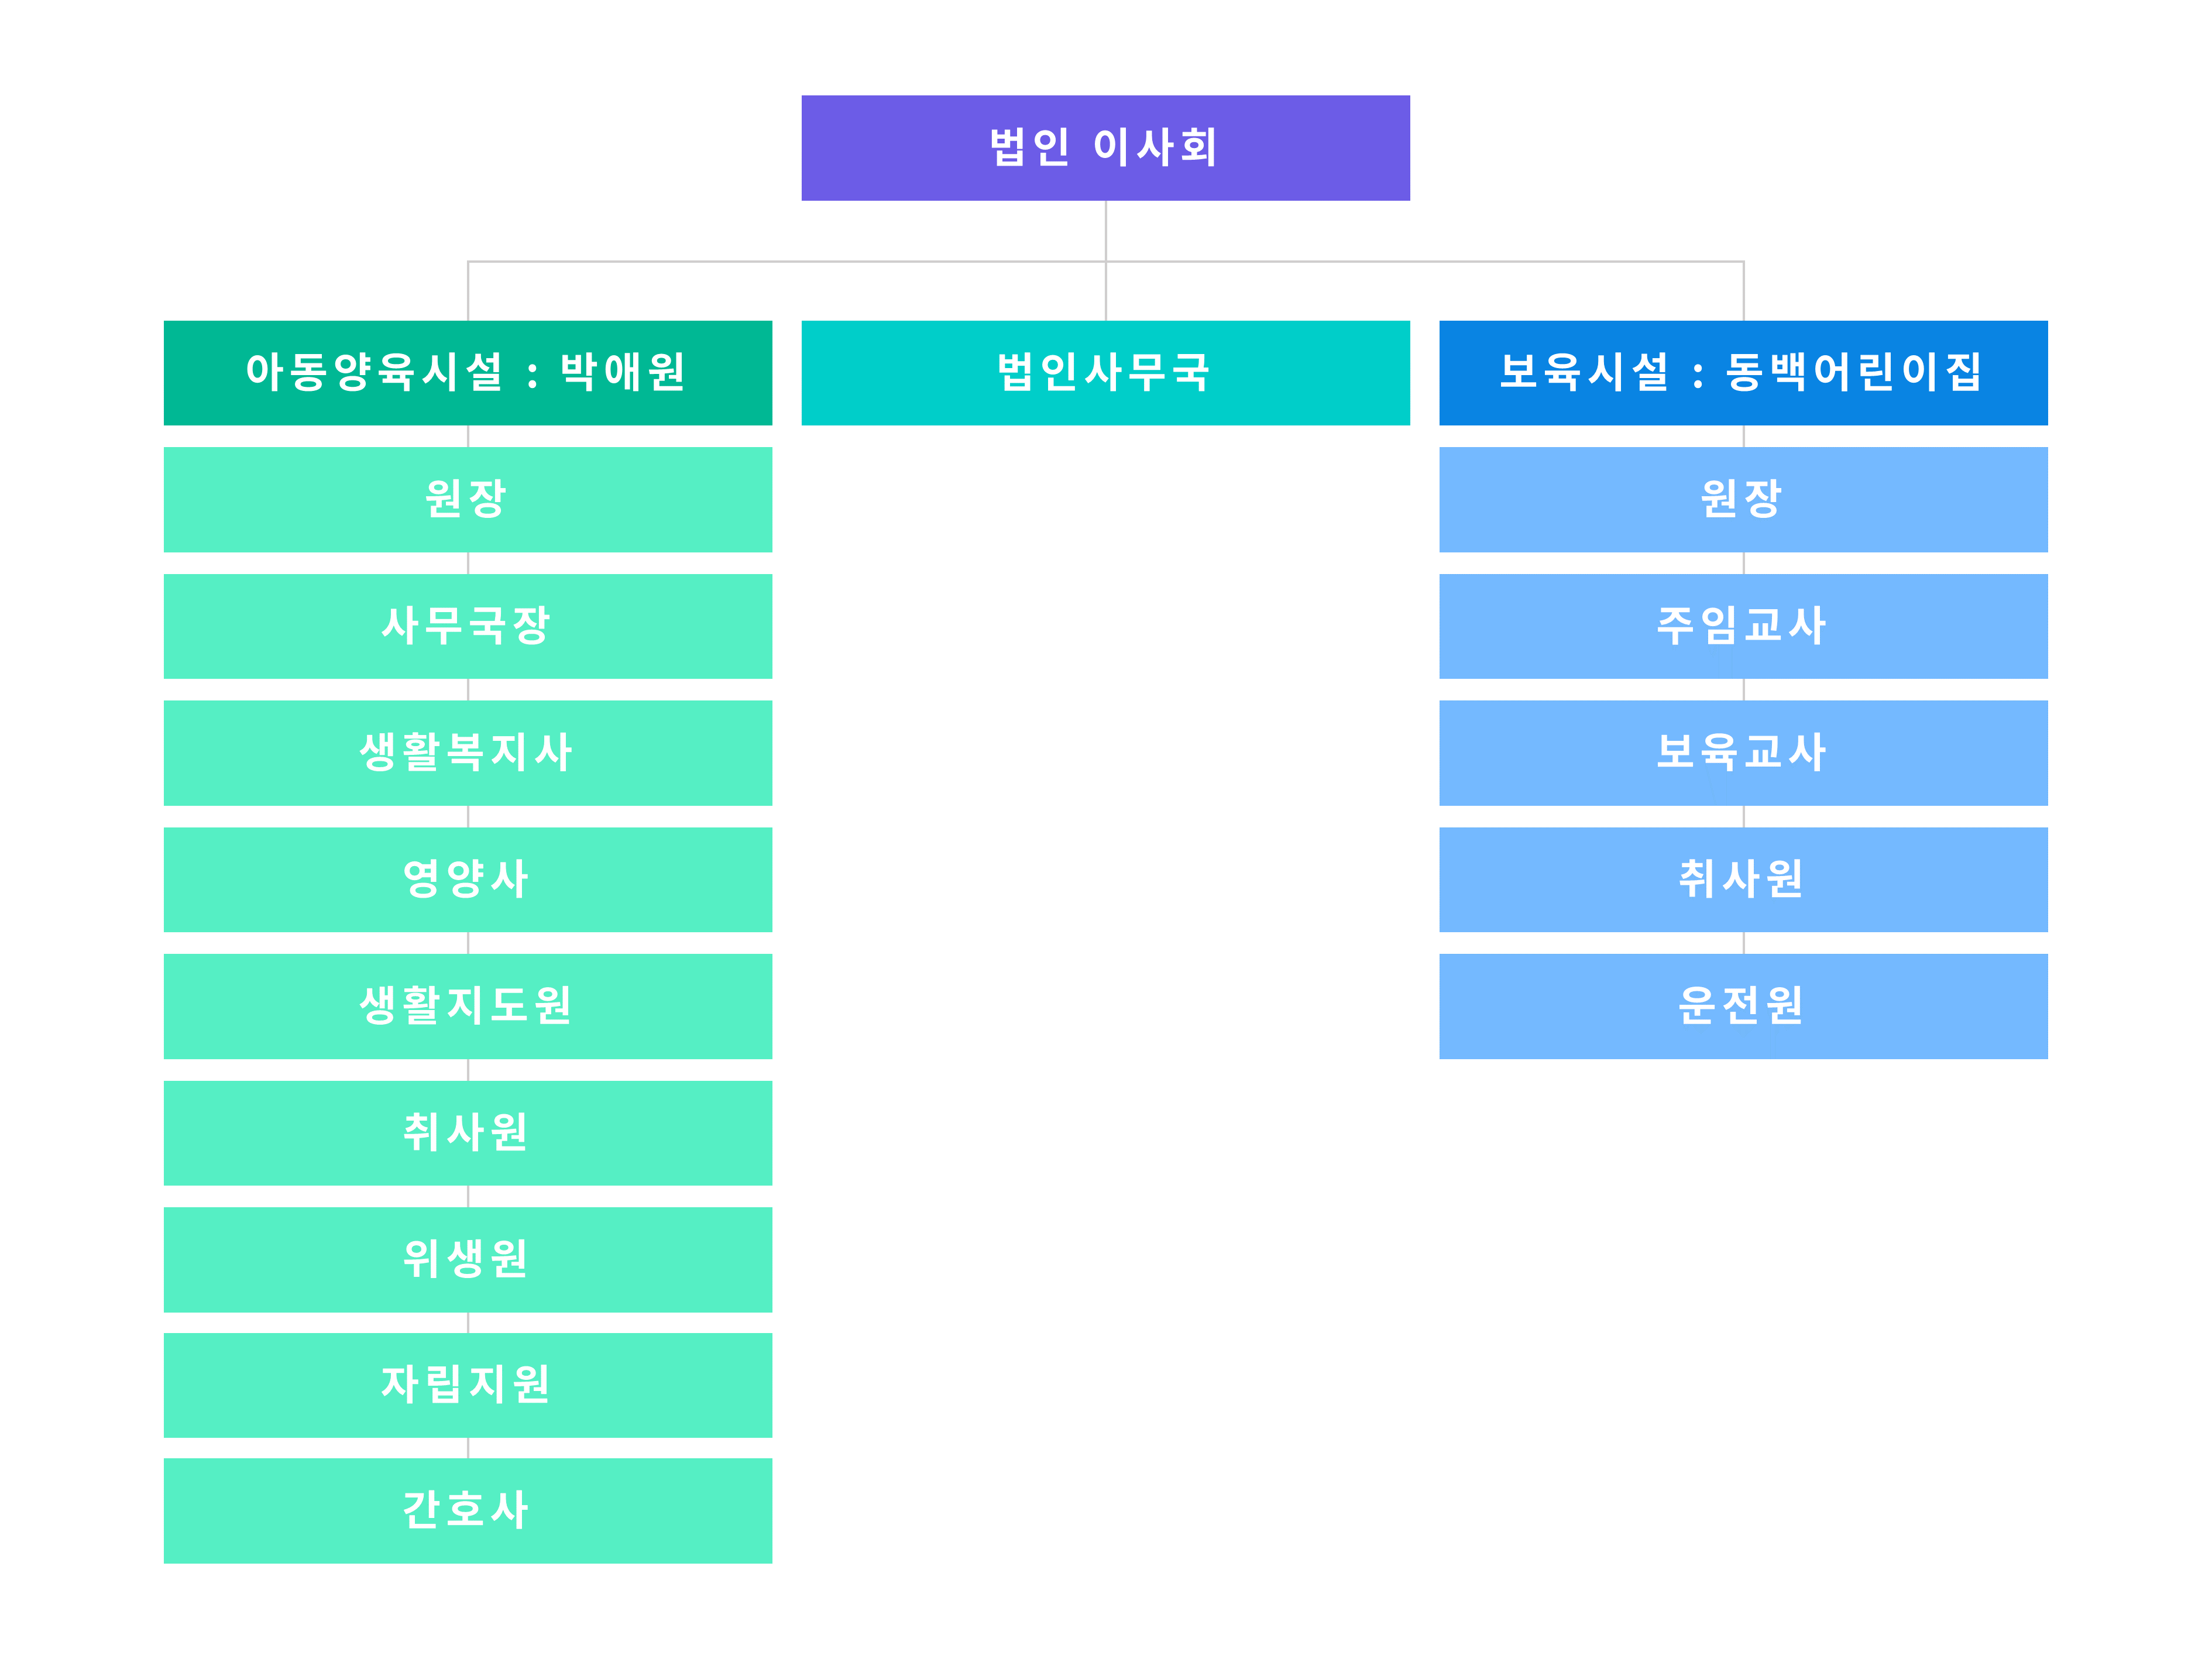 법인 이사회
아동양육시설 : 박애원
법인사무국
보육시설 : 동백어린이집
원장
사무국장
생활복지사
영양사
생활지도원
취사원
위생원
자립지원
간호사
원장
주임교사
보육교사
취사원
운전원